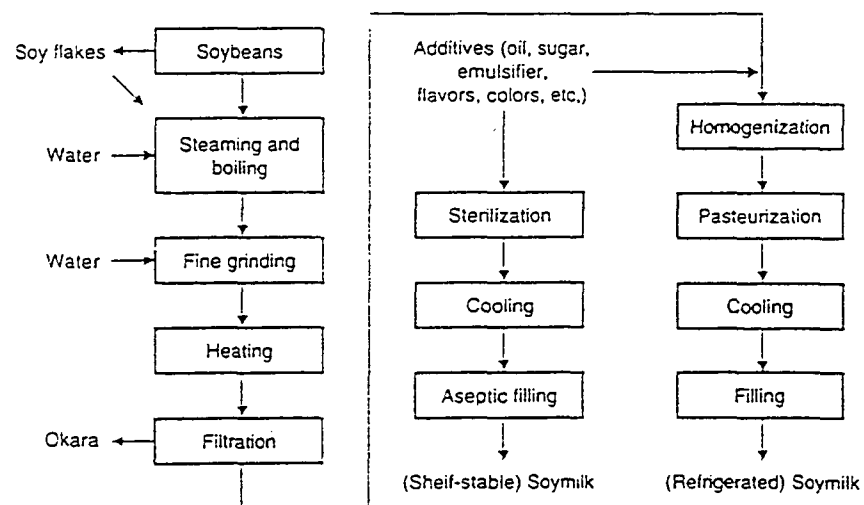 Soy flakes
Soybeans
Water
Steaming and
boiling
Water
Fine grinding
Heating
Okara
Filtration
Additives (oil, sugar,
emulsifier,
flavors, colors, etc.)
Sterilization
Cooling
Aseptic filling
(Shelf-stable) Soymilk
Homogenization
Pasteurization
Cooling
Filling
(Refrigerated) Soymilk